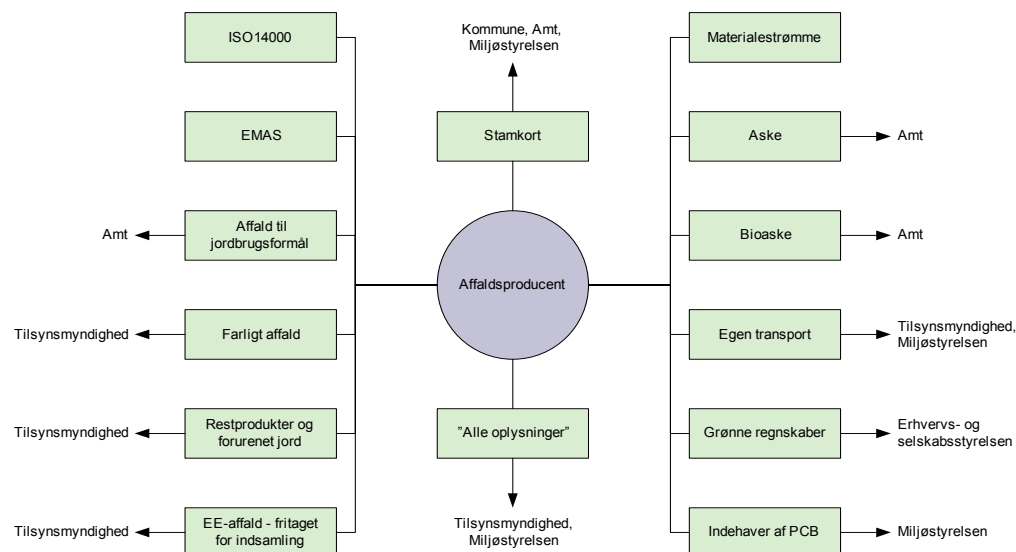 ISO14000
EMAS
Amt
Affald til
jordbrugsformål
Tilsynsmyndighed
Farligt affald
Tilsynsmyndighed
Restprodukter og
forurenet jord
Tilsynsmyndighed
EE-affald - fritaget
for indsamling
Kommune, Amt,
Miljøstyrelsen
Stamkort
Affaldsproducent
"Alle oplysninger"
Tilsynsmyndighed,
Miljøstyrelsen
Materialestrømme
Aske
Amt
Bioaske
Amt
Egen transport
Tilsynsmyndighed,
Miljøstyrelsen
Grønne regnskaber
Erhvervs- og
selskabsstyrelsen
Indehaver af PCB
Miljøstyrelsen